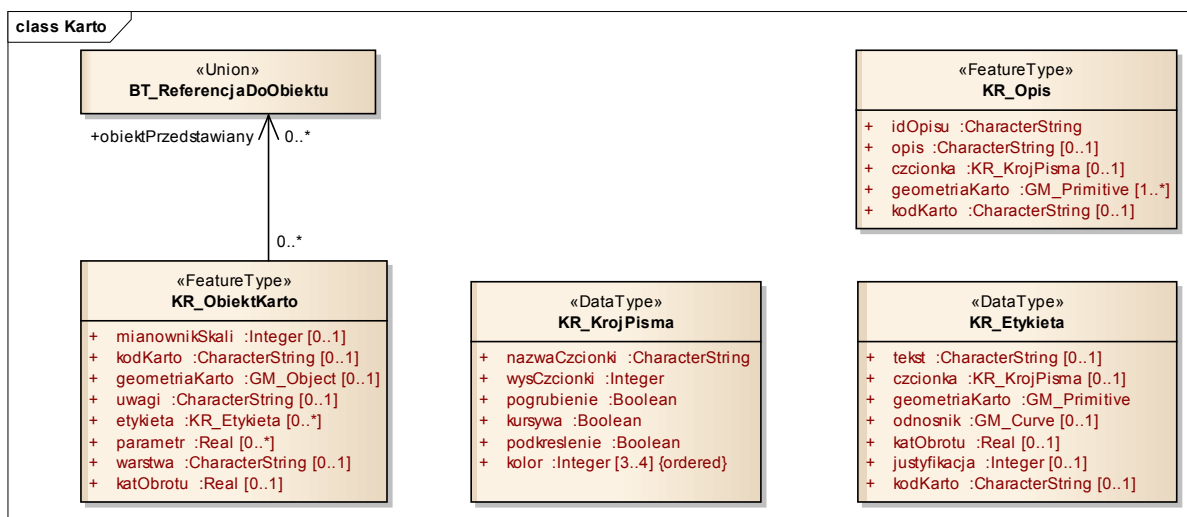 class Karto
«Union»
BT_ReferencjaDoObiektu
+obiektPrzedstawiany
0..*
0..*
«FeatureType»
KR_ObiektKarto
+ mianownikSkali :Integer [0..1]
+ kodKarto :CharacterString [0..1]
+ geometriaKarto :GM_Object [0..1]
+ uwagi :CharacterString [0..1]
+ etykieta :KR_Etykieta [0..*]
+ parametr :Real [0..*]
+ warstwa :CharacterString [0..1]
+ katObrotu :Real [0..1]
«DataType»
KR_KrojPisma
+ nazwaCzcionki :CharacterString
+ wysCzcionki :Integer
+ pogrubienie :Boolean
+ kursywa :Boolean
+ podkreslenie :Boolean
+ kolor :Integer [3..4] {ordered}
«FeatureType»
KR_Opis
+ idOpisu :CharacterString
+ opis :CharacterString [0..1]
+ czcionka :KR_KrojPisma [0..1]
+ geometriaKarto :GM_Primitive [1..*]
+ kodKarto :CharacterString [0..1]
«DataType»
KR_Etykieta
+ tekst :CharacterString [0..1]
+ czcionka :KR_KrojPisma [0..1]
+ geometriaKarto :GM_Primitive
+ odnosnik :GM_Curve [0..1]
+ katObrotu :Real [0..1]
+ justyfikacja :Integer [0..1]
+ kodKarto :CharacterString [0..1]